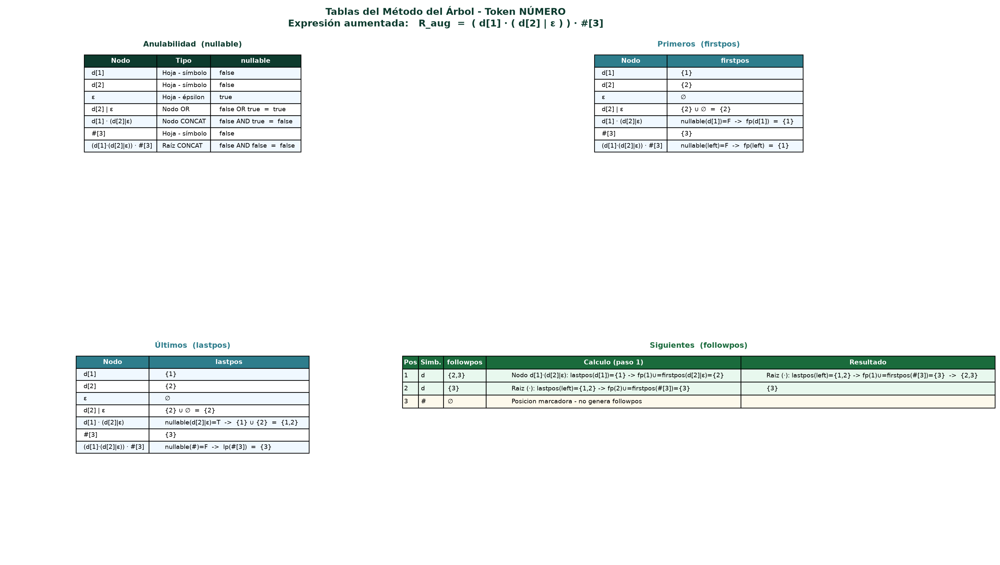 Tablas del Método del Árbol - Token NÚMERO
Expresión aumentada:   R_aug  =  ( d[1] · ( d[2] | ε ) ) · #[3]
Anulabilidad  (nullable)
Nodo Tipo nullable
d[1] Hoja - símbolo false
d[2] Hoja - símbolo false
ε Hoja - épsilon true
d[2] | ε Nodo OR false OR true  =  true
d[1] · (d[2]|ε) Nodo CONCAT false AND true  =  false
#[3] Hoja - símbolo false
(d[1]·(d[2]|ε)) · #[3] Raíz CONCAT false AND false  =  false
Primeros  (firstpos)
Nodo firstpos
d[1] {1}
d[2] {2}
ε ∅
d[2] | ε {2} ∪ ∅  =  {2}
d[1] · (d[2]|ε) nullable(d[1])=F  ->  fp(d[1])  =  {1}
#[3] {3}
(d[1]·(d[2]|ε)) · #[3] nullable(left)=F  ->  fp(left)  =  {1}
Últimos  (lastpos)
Nodo lastpos
d[1] {1}
d[2] {2}
ε ∅
d[2] | ε {2} ∪ ∅  =  {2}
d[1] · (d[2]|ε) nullable(d[2]|ε)=T  ->  {1} ∪ {2}  =  {1,2}
#[3] {3}
(d[1]·(d[2]|ε)) · #[3] nullable(#)=F  ->  lp(#[3])  =  {3}
Siguientes  (followpos)
Pos Simb. followpos Calculo (paso 1) Resultado
1 d {2,3} Nodo d[1]·(d[2]|ε): lastpos(d[1])={1} -> fp(1)∪=firstpos(d[2]|ε)={2} Raiz (·): lastpos(left)={1,2} -> fp(1)∪=firstpos(#[3])={3}  ->  {2,3}
2 d {3} Raiz (·): lastpos(left)={1,2} -> fp(2)∪=firstpos(#[3])={3} {3}
3 # ∅ Posicion marcadora - no genera followpos